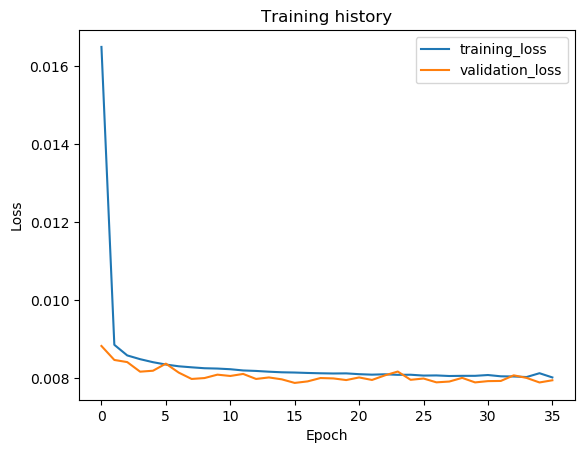 Training history
training_loss
validation_loss
0.016
0.014
0.012
0.010
0.008
Loss
0 5 10 15 20 25 30 35
Epoch